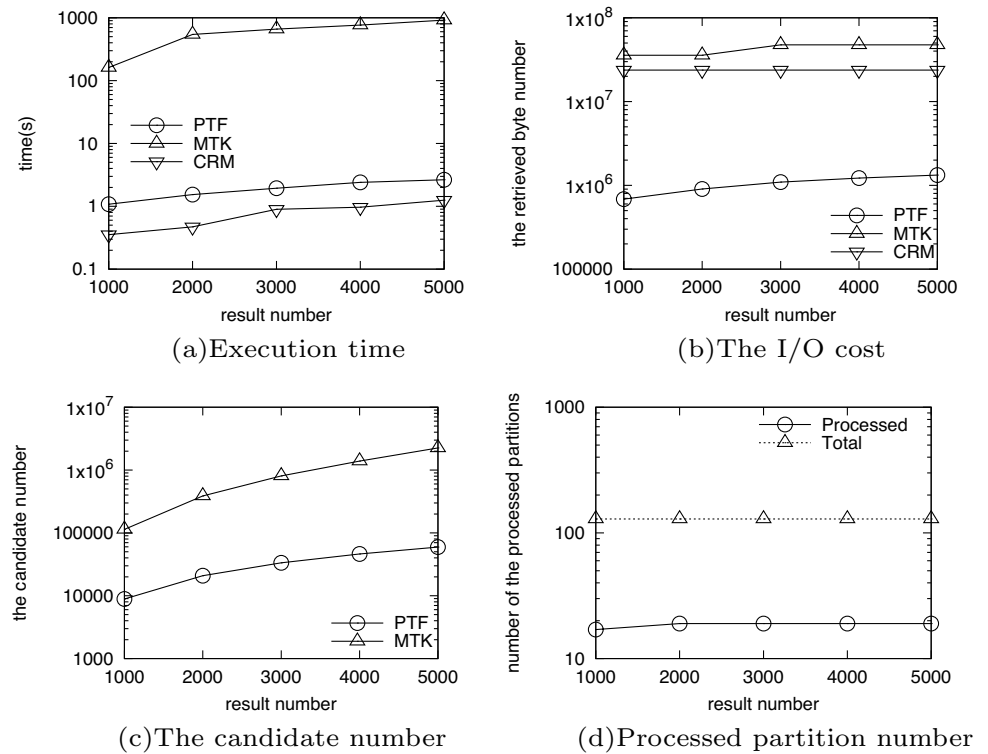 1000
100
10
1
0.1
time(s)
PTF
MTK
CRM
1000 2000 3000 4000 5000
result number
(a)Execution time
1x10^8
1x10^7
1x10^6
100000
the retrieved byte number
PTF
MTK
CRM
1000 2000 3000 4000 5000
result number
(b)The I/O cost
1x10^7
1x10^6
100000
10000
1000
the candidate number
PTF
MTK
1000 2000 3000 4000 5000
result number
(c)The candidate number
1000
100
10
number of the processed partitions
Processed
Total
1000 2000 3000 4000 5000
result number
(d)Processed partition number